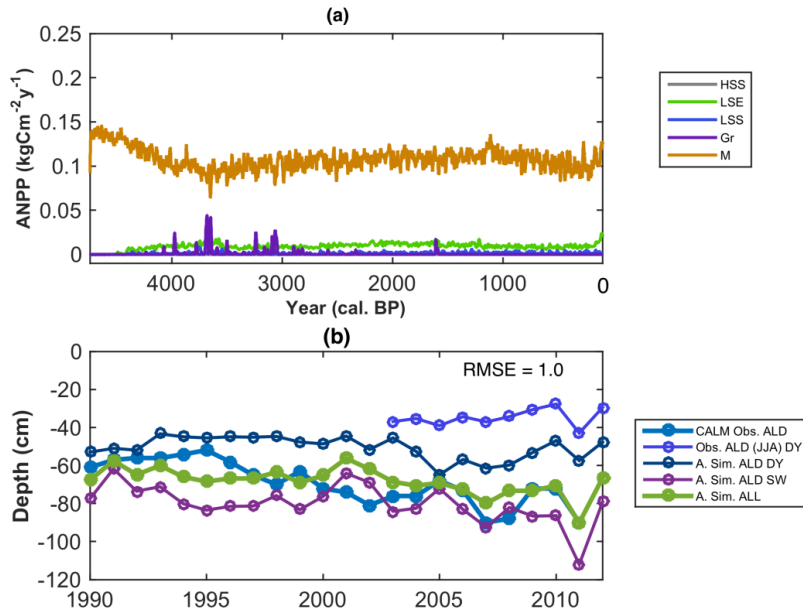 (a)
0.25
0.2
0.15
0.1
0.05
0
ANPP (kgCm⁻²y⁻¹)
4000 3000 2000 1000 0
Year (cal. BP)
HSS
LSE
LSS
Gr
M
(b)
0
-20
-40
-60
-80
-100
-120
Depth (cm)
RMSE = 1.0
1990 1995 2000 2005 2010
CALM Obs. ALD
Obs. ALD (JJA) DY
A. Sim. ALD DY
A. Sim. ALD SW
A. Sim. ALL